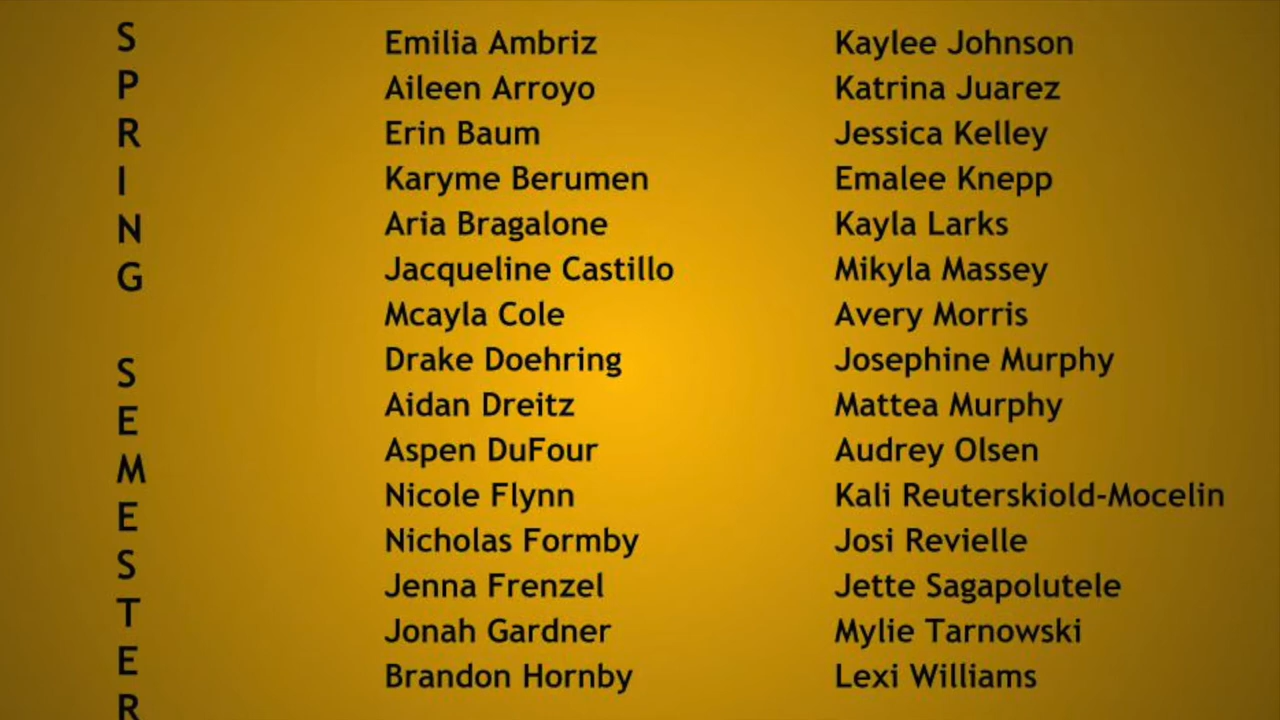 SPRING SEMESTER
Emilia Ambriz
Aileen Arroyo
Erin Baum
Karyme Berumen
Aria Bragalone
Jacqueline Castillo
Mcayla Cole
Drake Doehring
Aidan Dreitz
Aspen DuFour
Nicole Flynn
Nicholas Formby
Jenna Frenzel
Jonah Gardner
Brandon Hornby
Kaylee Johnson
Katrina Juarez
Jessica Kelley
Emalee Knepp
Kayla Larks
Mikyla Massey
Avery Morris
Josephine Murphy
Mattea Murphy
Audrey Olsen
Kali Reuterskiold-Mocelin
Josi Revielle
Jette Sagapolutele
Mylie Tarnowski
Lexi Williams